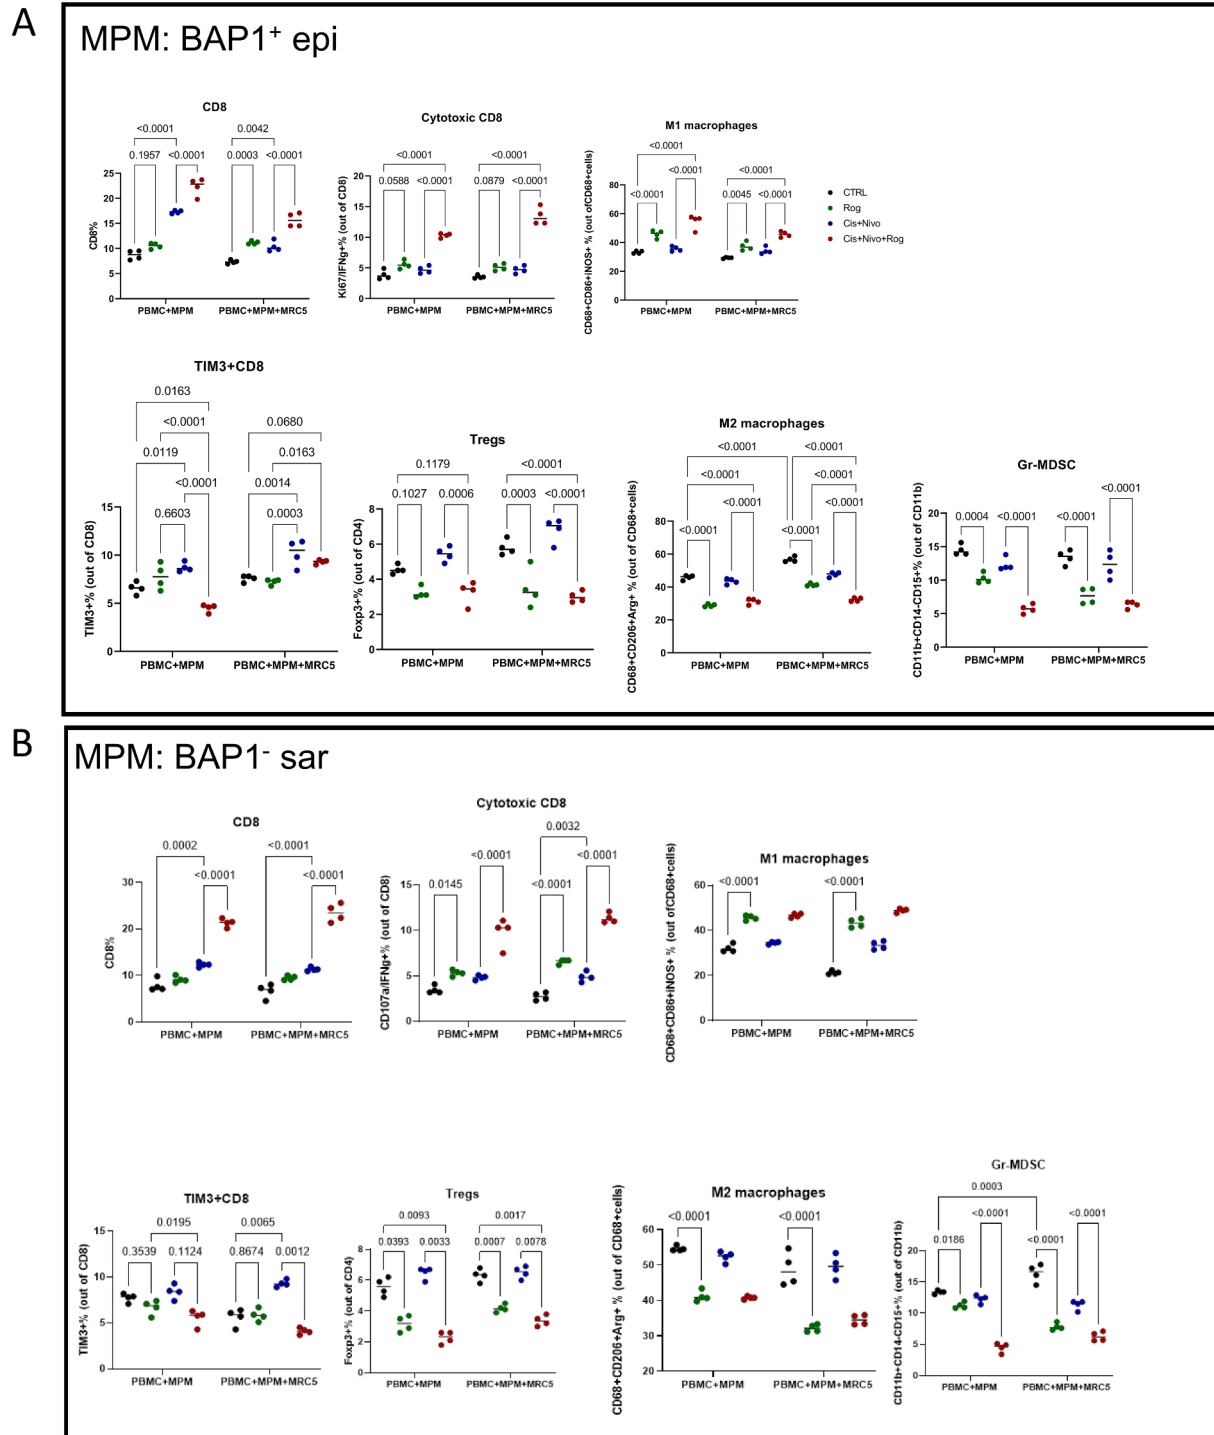 A
MPM: BAP1+ epi
CD8
<0.0001 0.0042
0.1957 <0.0001 0.0003 <0.0001
CD8%
25
20
15
10
5
0
PBMC+MPM PBMC+MPM+MRC5
Cytotoxic CD8
<0.0001 <0.0001
0.0588 <0.0001 0.0879 <0.0001
Ki67/IFNg+% (out of CD8)
20
15
10
5
0
PBMC+MPM PBMC+MPM+MRC5
M1 macrophages
<0.0001
<0.0001 <0.0001
<0.0001 0.0045 <0.0001
CD68+CD86+iNOS+ % (out ofCD68+cells)
80
60
40
20
0
PBMC+MPM PBMC+MPM+MRC5
CTRL
Rog
Cis+Nivo
Cis+Nivo+Rog
TIM3+CD8
0.0163
<0.0001 0.0680
0.0119 0.0163
<0.0001 0.0014
0.6603 0.0003
TIM3+% (out of CD8)
15
10
5
0
PBMC+MPM PBMC+MPM+MRC5
Tregs
0.1179 <0.0001
0.1027 0.0006 0.0003 <0.0001
Foxp3+% (out of CD4)
8
6
4
2
0
PBMC+MPM PBMC+MPM+MRC5
M2 macrophages
<0.0001 <0.0001
<0.0001 <0.0001
<0.0001 <0.0001
<0.0001 <0.0001
CD68+CD206+Arg+ % (out of CD68+cells)
80
60
40
20
0
PBMC+MPM PBMC+MPM+MRC5
Gr-MDSC
<0.0001
0.0004 <0.0001 <0.0001
CD11b+CD14-CD15+% (out of CD11b)
20
15
10
5
0
PBMC+MPM PBMC+MPM+MRC5
B
MPM: BAP1- sar
CD8
0.0002 <0.0001
<0.0001 <0.0001
CD8%
30
20
10
0
PBMC+MPM PBMC+MPM+MRC5
Cytotoxic CD8
0.0032
<0.0001 <0.0001
0.0145 <0.0001
CD107a/IFNg+% (out of CD8)
15
10
5
0
PBMC+MPM PBMC+MPM+MRC5
M1 macrophages
<0.0001 <0.0001
CD68+CD86+iNOS+ % (out ofCD68+cells)
60
40
20
0
PBMC+MPM PBMC+MPM+MRC5
TIM3+CD8
0.0195 0.0065
0.3539 0.1124 0.8674 0.0012
TIM3+% (out of CD8)
15
10
5
0
PBMC+MPM PBMC+MPM+MRC5
Tregs
0.0093 0.0017
0.0393 0.0033 0.0007 0.0078
Foxp3+% (out of CD4)
8
6
4
2
0
PBMC+MPM PBMC+MPM+MRC5
M2 macrophages
<0.0001 <0.0001
CD68+CD206+Arg+ % (out of CD68+cells)
60
50
40
30
20
PBMC+MPM PBMC+MPM+MRC5
Gr-MDSC
0.0003
<0.0001 <0.0001
0.0186 <0.0001
CD11b+CD14-CD15+% (out of CD11b)
20
15
10
5
0
PBMC+MPM PBMC+MPM+MRC5